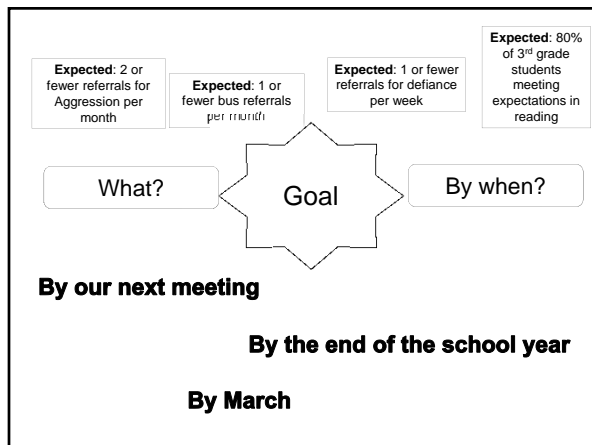 Expected: 2 or
fewer referrals for
Aggression per
month
Expected: 1 or
fewer bus referrals
per month
Expected: 1 or fewer
referrals for defiance
per week
Expected: 80%
of 3rd grade
students
meeting
expectations in
reading
What?
Goal
By when?
By our next meeting
By the end of the school year
By March